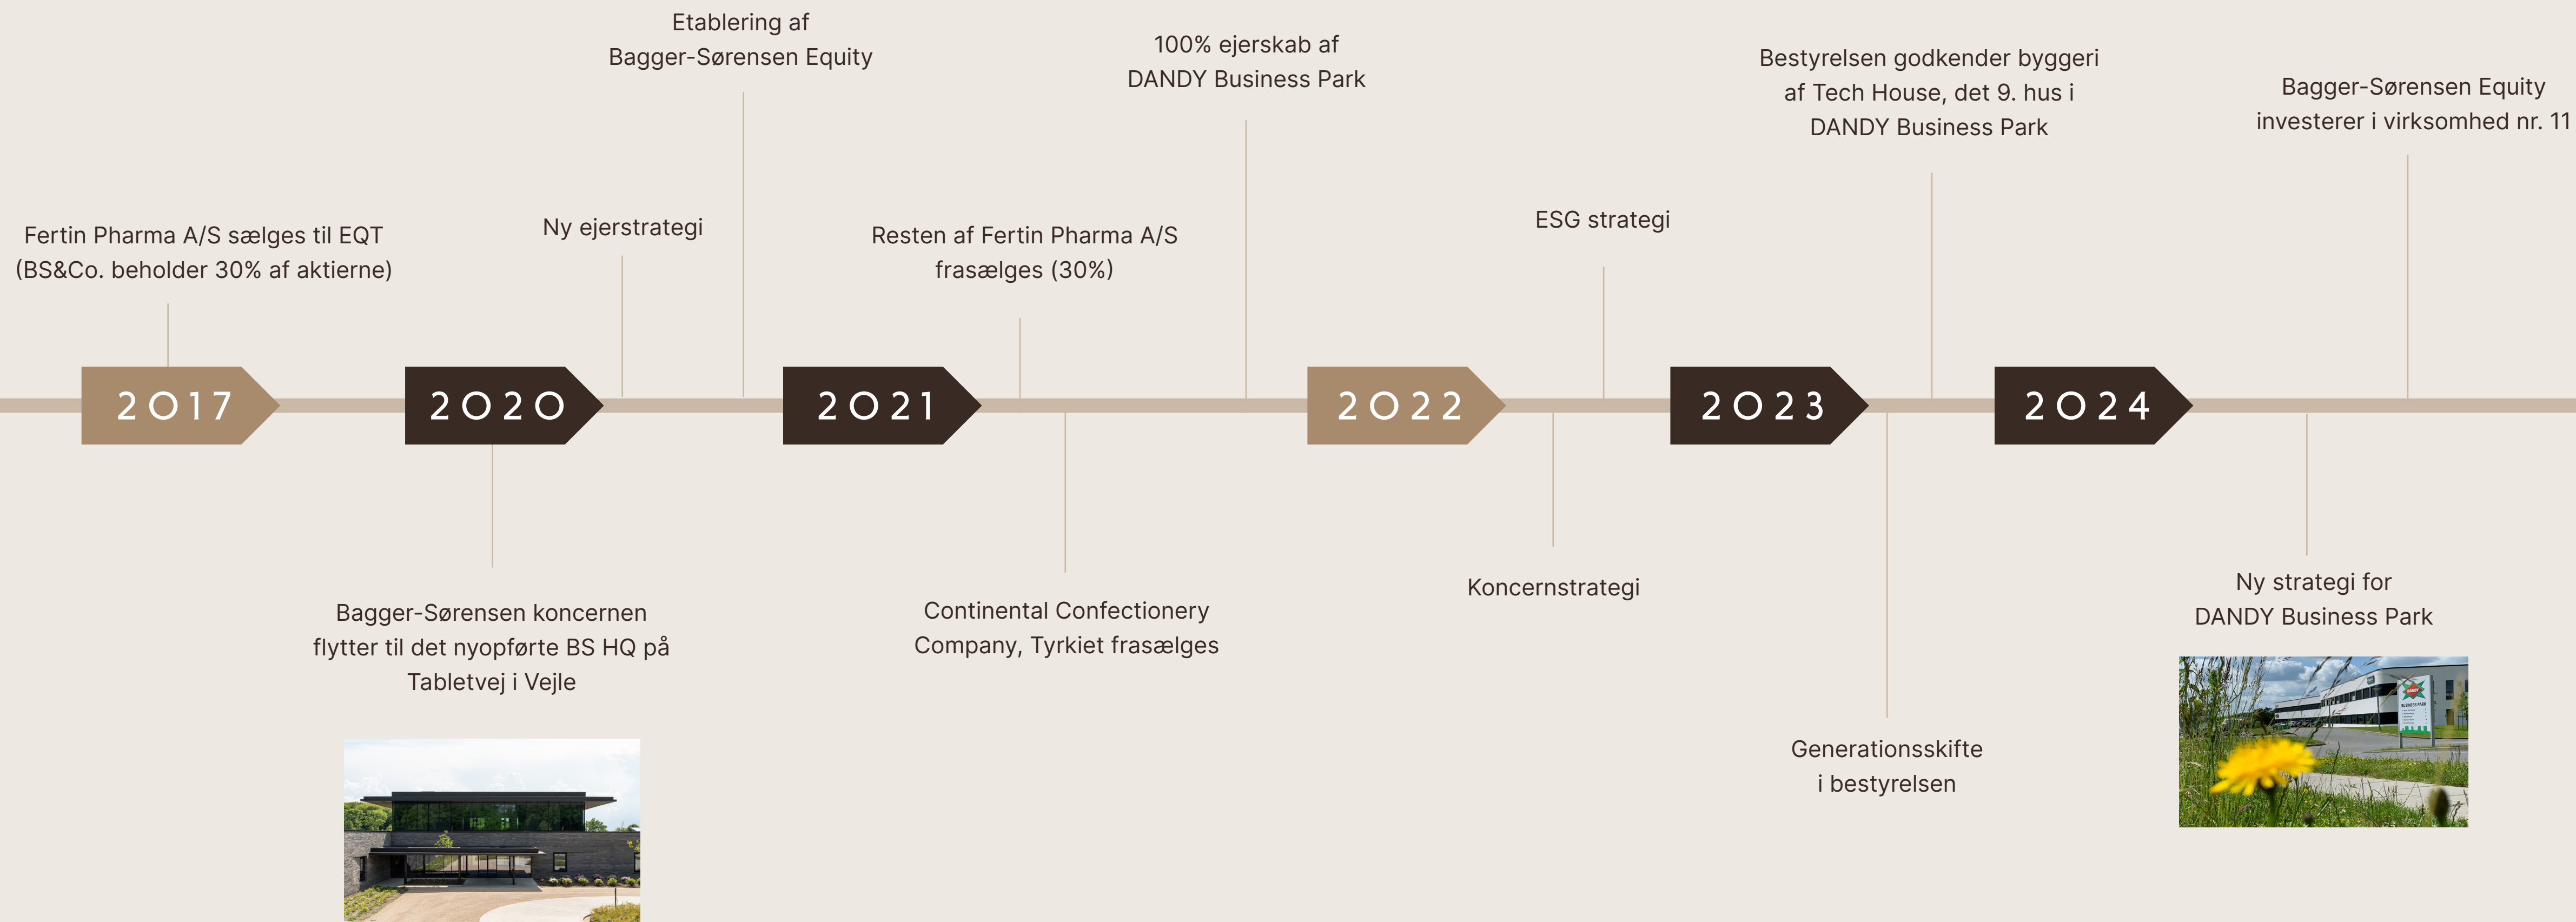 Etablering af
Bagger-Sørensen Equity
100% ejerskab af
DANDY Business Park
Bestyrelsen godkender byggeri
af Tech House, det 9. hus i
DANDY Business Park
Bagger-Sørensen Equity
investerer i virksomhed nr. 11
Fertin Pharma A/S sælges til EQT
(BS&Co. beholder 30% af aktierne)
Ny ejerstrategi
Resten af Fertin Pharma A/S
frasælges (30%)
ESG strategi
2017
2020
2021
2022
2023
2024
Bagger-Sørensen koncernen
flytter til det nyopførte BS HQ på
Tabletvej i Vejle
Continental Confectionery
Company, Tyrkiet frasælges
Koncernstrategi
Generationsskifte
i bestyrelsen
Ny strategi for
DANDY Business Park
DANDY
BUSINESS PARK